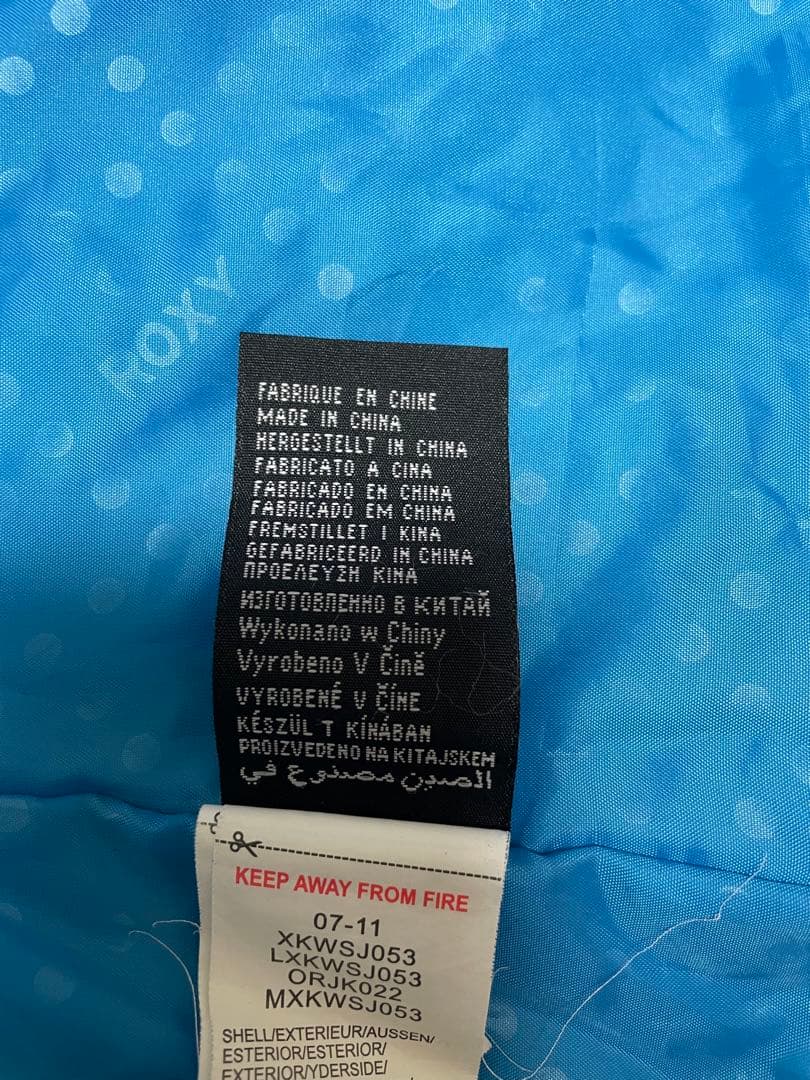 ROXY
FABRIQUE EN CHINE
MADE IN CHINA
HERGESTELLT IN CHINA
FABRICATO A CINA
FABRICADO EN CHINA
FABRICADO EM CHINA
FREMSTILLET I KINA
GEFABRICEERD IN CHINA
ΠΡΟΕΛΕΥΣΗ ΚΙΝΑ
ИЗГОТОВЛЕННО В КИТАЙ
Wykonano w Chiny
Vyrobeno V Čině
VYROBENÉ V ČÍNE
KÉSZÜL T KÍNÁBAN
PROIZVEDENO NA KITAJSKEM
الصين مصنوع في
KEEP AWAY FROM FIRE
07-11
XKWSJ053
LXKWSJ053
ORJK022
MXKWSJ053
SHELL/EXTERIEUR/AUSSEN/
ESTERIOR/ESTERIOR/
EXTERIOR/YDERSIDE/